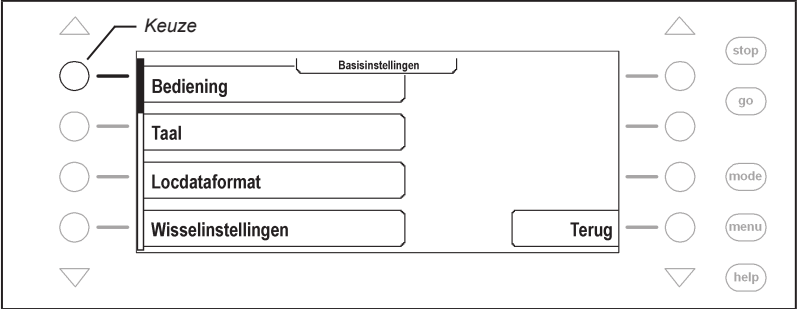 Keuze
Basisinstellingen
stop
Bediening
go
Taal
Locdataformat
mode
Wisselinstellingen
Terug
menu
help